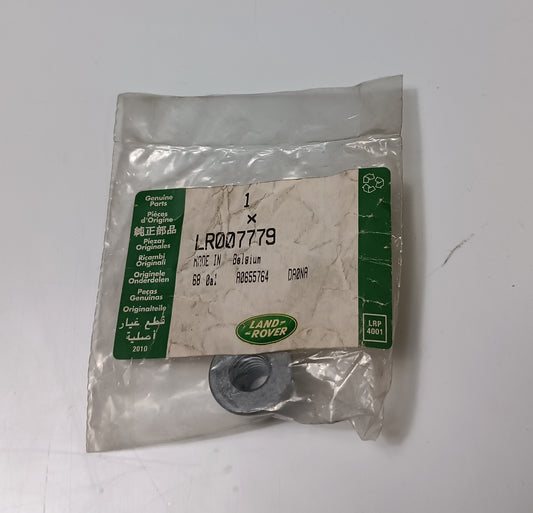 Genuine
Parts
Pièces
d'Origine
純正部品
Piezas
Originales
Ricambi
Originali
Originele
Onderdelen
Peças
Genuínas
Originalteile
قطع غيار
أصلية
2010
1
×
LR007779
MADE IN Belgium
68 0a1 A0655764 DA0NA
LAND-
-ROVER
LRP
4001